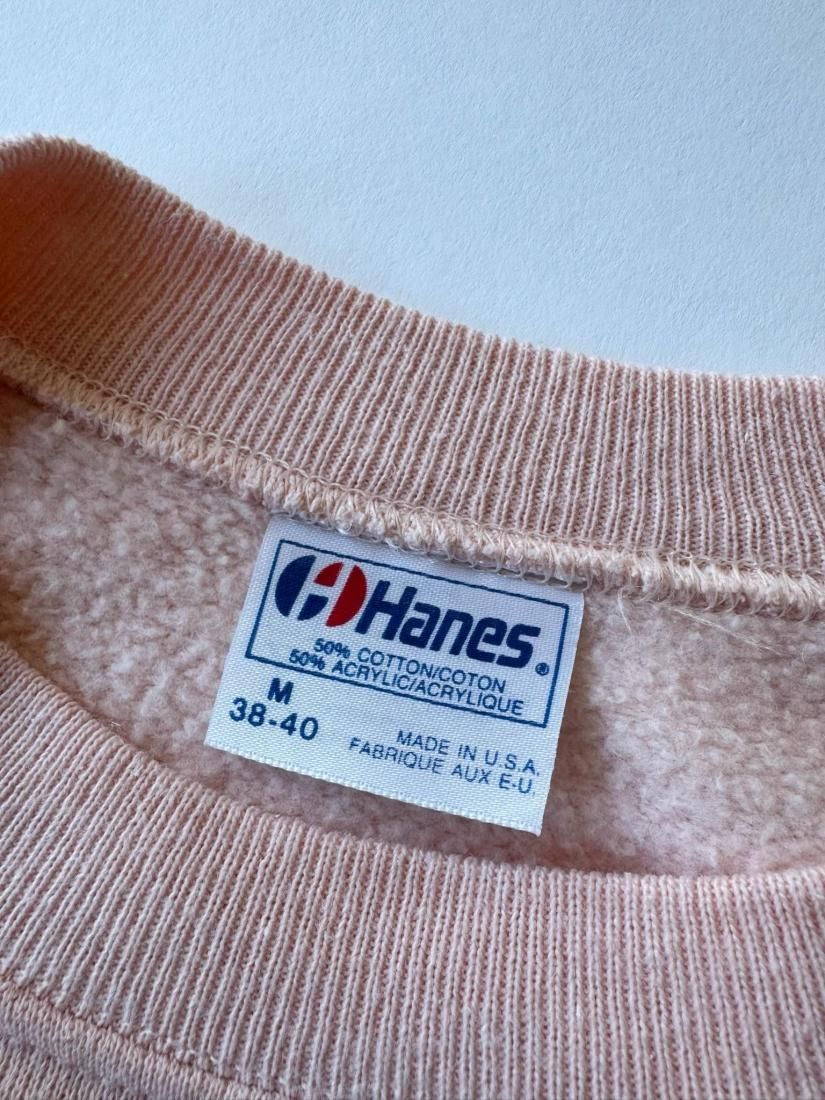 Hanes®
50% COTTON/COTON
50% ACRYLIC/ACRYLIQUE
M
38-40
MADE IN U.S.A.
FABRIQUE AUX E-U.